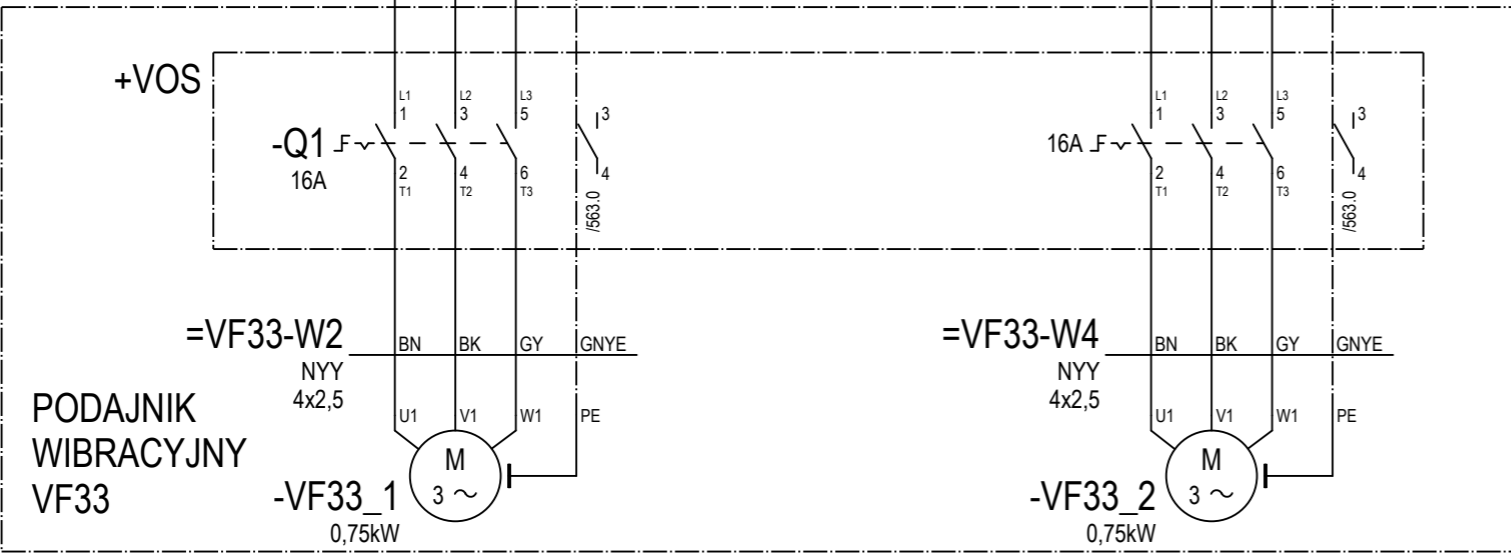 +VOS
L1 L2 L3 L1 L2 L3
1 3 5 3 1 3 5 3
-Q1 16A
16A
2 4 6 4 2 4 6 4
T1 T2 T3 T1 T2 T3
/563.0 /563.0
=VF33-W2 BN BK GY GNYE =VF33-W4 BN BK GY GNYE
NYY NYY
4x2,5 4x2,5
U1 V1 W1 PE U1 V1 W1 PE
PODAJNIK
WIBRACYJNY
VF33
M M
3 ~ 3 ~
-VF33_1 -VF33_2
0,75kW 0,75kW